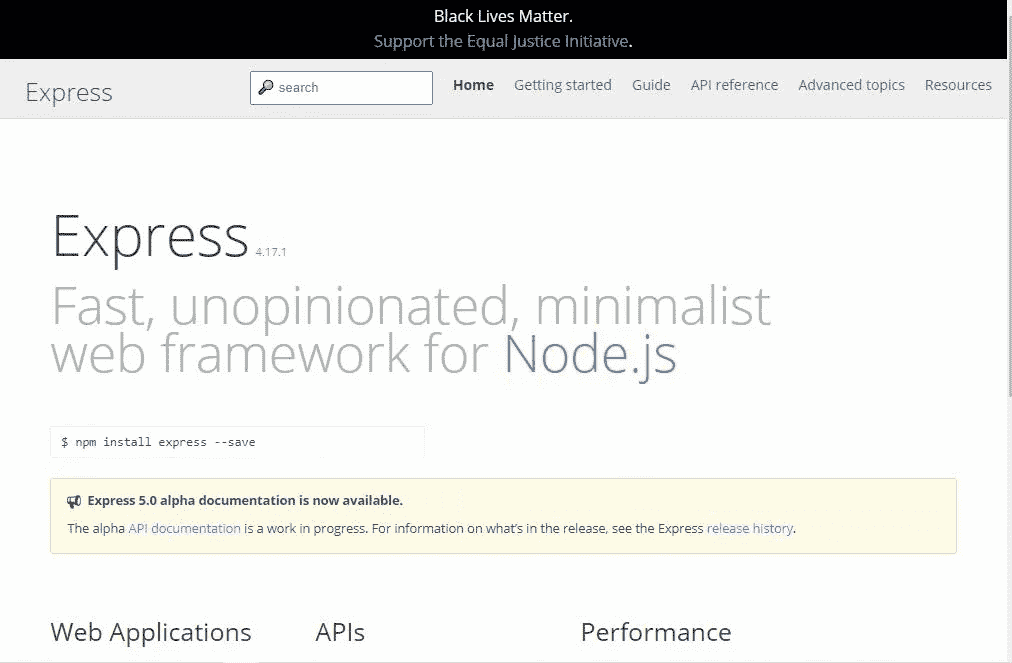 Black Lives Matter.
Support the Equal Justice Initiative.
Express
search
Home Getting started Guide API reference Advanced topics Resources
Express 4.17.1
Fast, unopinionated, minimalist
web framework for Node.js
$ npm install express --save
Express 5.0 alpha documentation is now available.
The alpha API documentation is a work in progress. For information on what's in the release, see the Express release history.
Web Applications APIs Performance